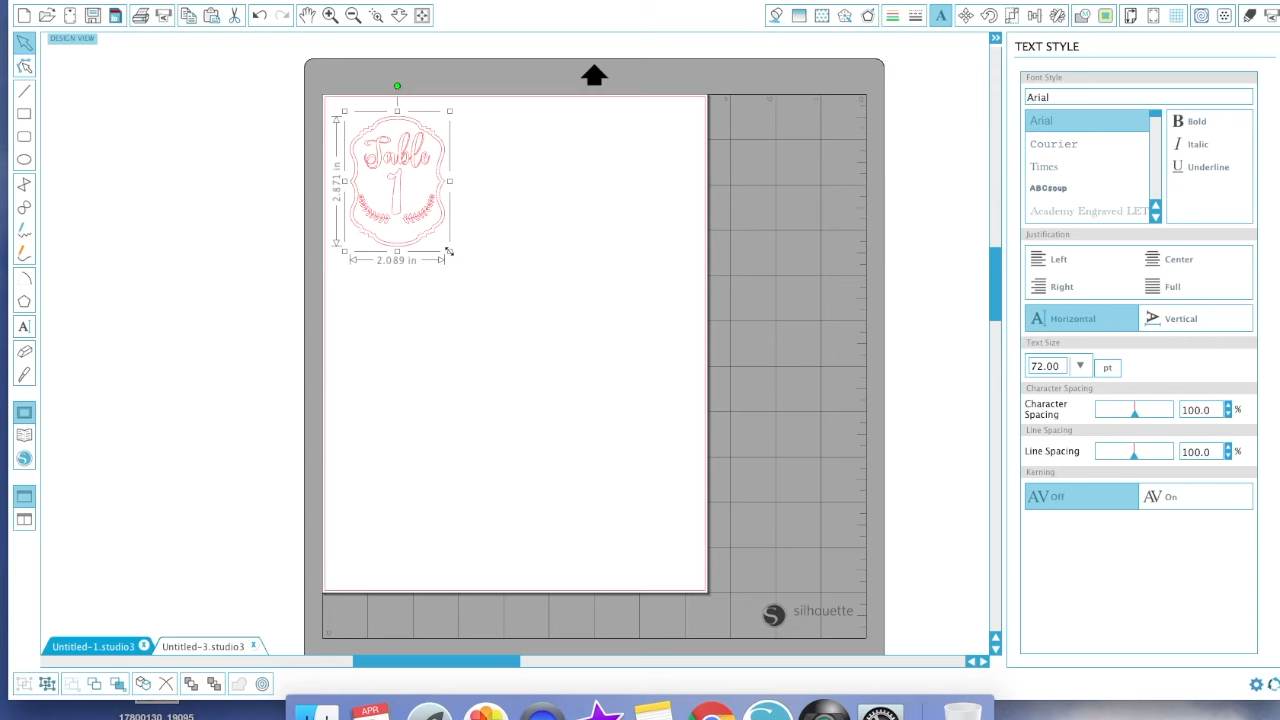 DESIGN VIEW
TEXT STYLE
Font Style
Arial
Arial
Courier
Times
ABCsoup
Academy Engraved LET
B Bold
I Italic
U Underline
Justification
Left
Center
Right
Full
A Horizontal
A Vertical
Text Size
72.00
pt
Character Spacing
Character
Spacing
100.0
%
Line Spacing
Line Spacing
100.0
%
Kerning
AV Off
AV On
Table
1
2.871 in
2.089 in
silhouette
Untitled-1.studio3
Untitled-3.studio3
17800130_19095
APR